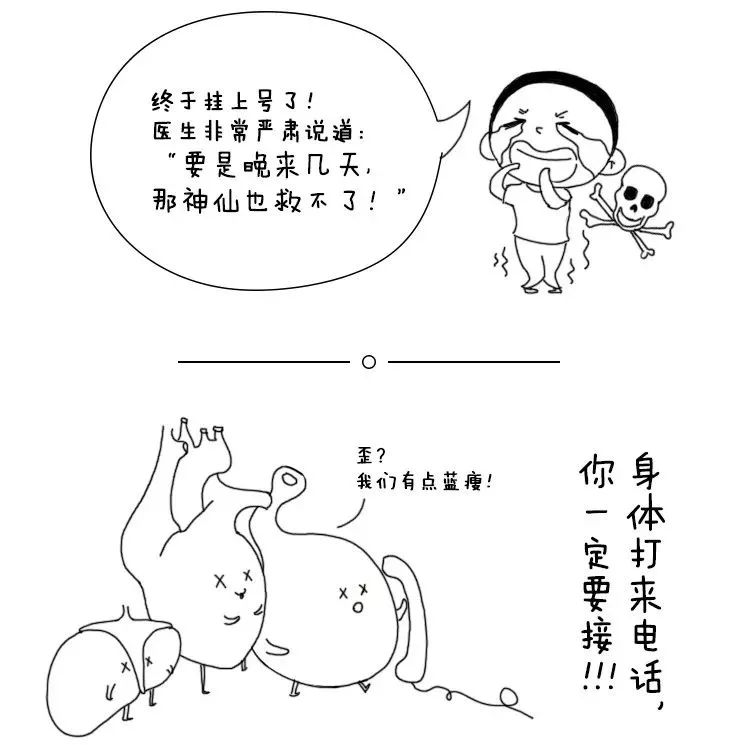 终于挂上号了！
医生非常严肃说道：
“要是晚来几天，
那神仙也救不了！”
歪？
我们有点蓝瘦！
身体打来电话，
你一定要接!!!